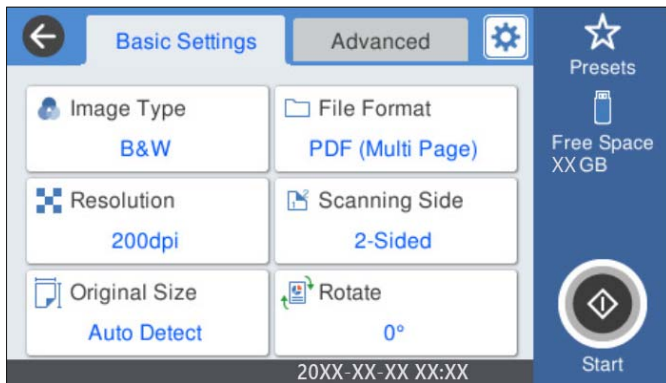 Basic Settings
Advanced
Presets
Image Type
B&W
File Format
PDF (Multi Page)
Free Space
XX GB
Resolution
200dpi
Scanning Side
2-Sided
Original Size
Auto Detect
Rotate
0°
Start
20XX-XX-XX XX:XX